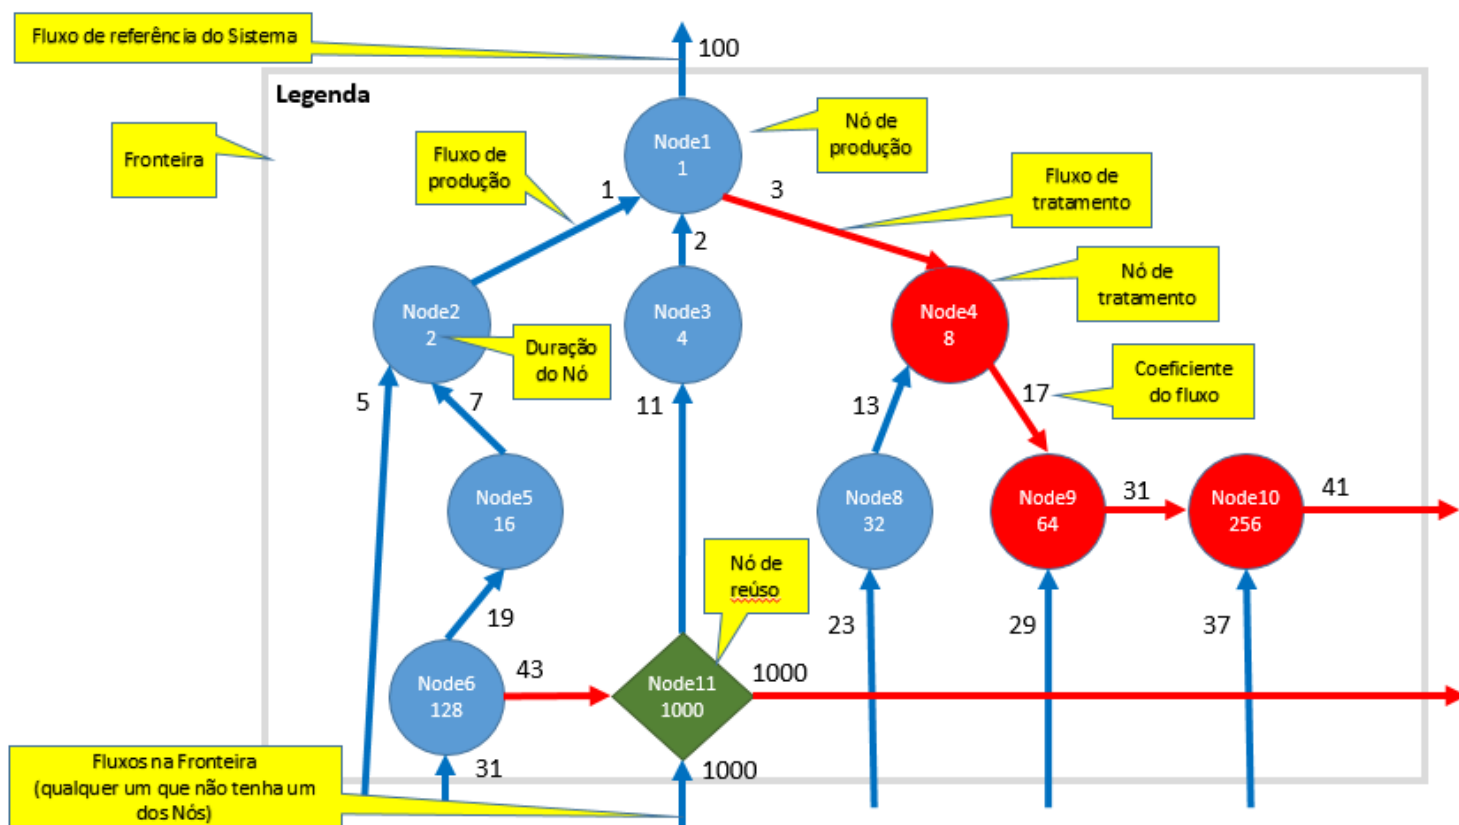 Fluxo de referência do Sistema
100
Legenda
Fronteira
Fluxo de
produção
Node1
1
Nó de
produção
1
3
2
Fluxo de
tratamento
Node2
2
Node3
4
Node4
8
Nó de
tratamento
Duração
do Nó
5
7
11
13
17
Coeficiente
do fluxo
Node5
16
Node8
32
Node9
64
31
Node10
256
41
Nó de
reúso
19
23
29
37
Node6
128
43
Node11
1000
1000
31
1000
Fluxos na Fronteira
(qualquer um que não tenha um
dos Nós)